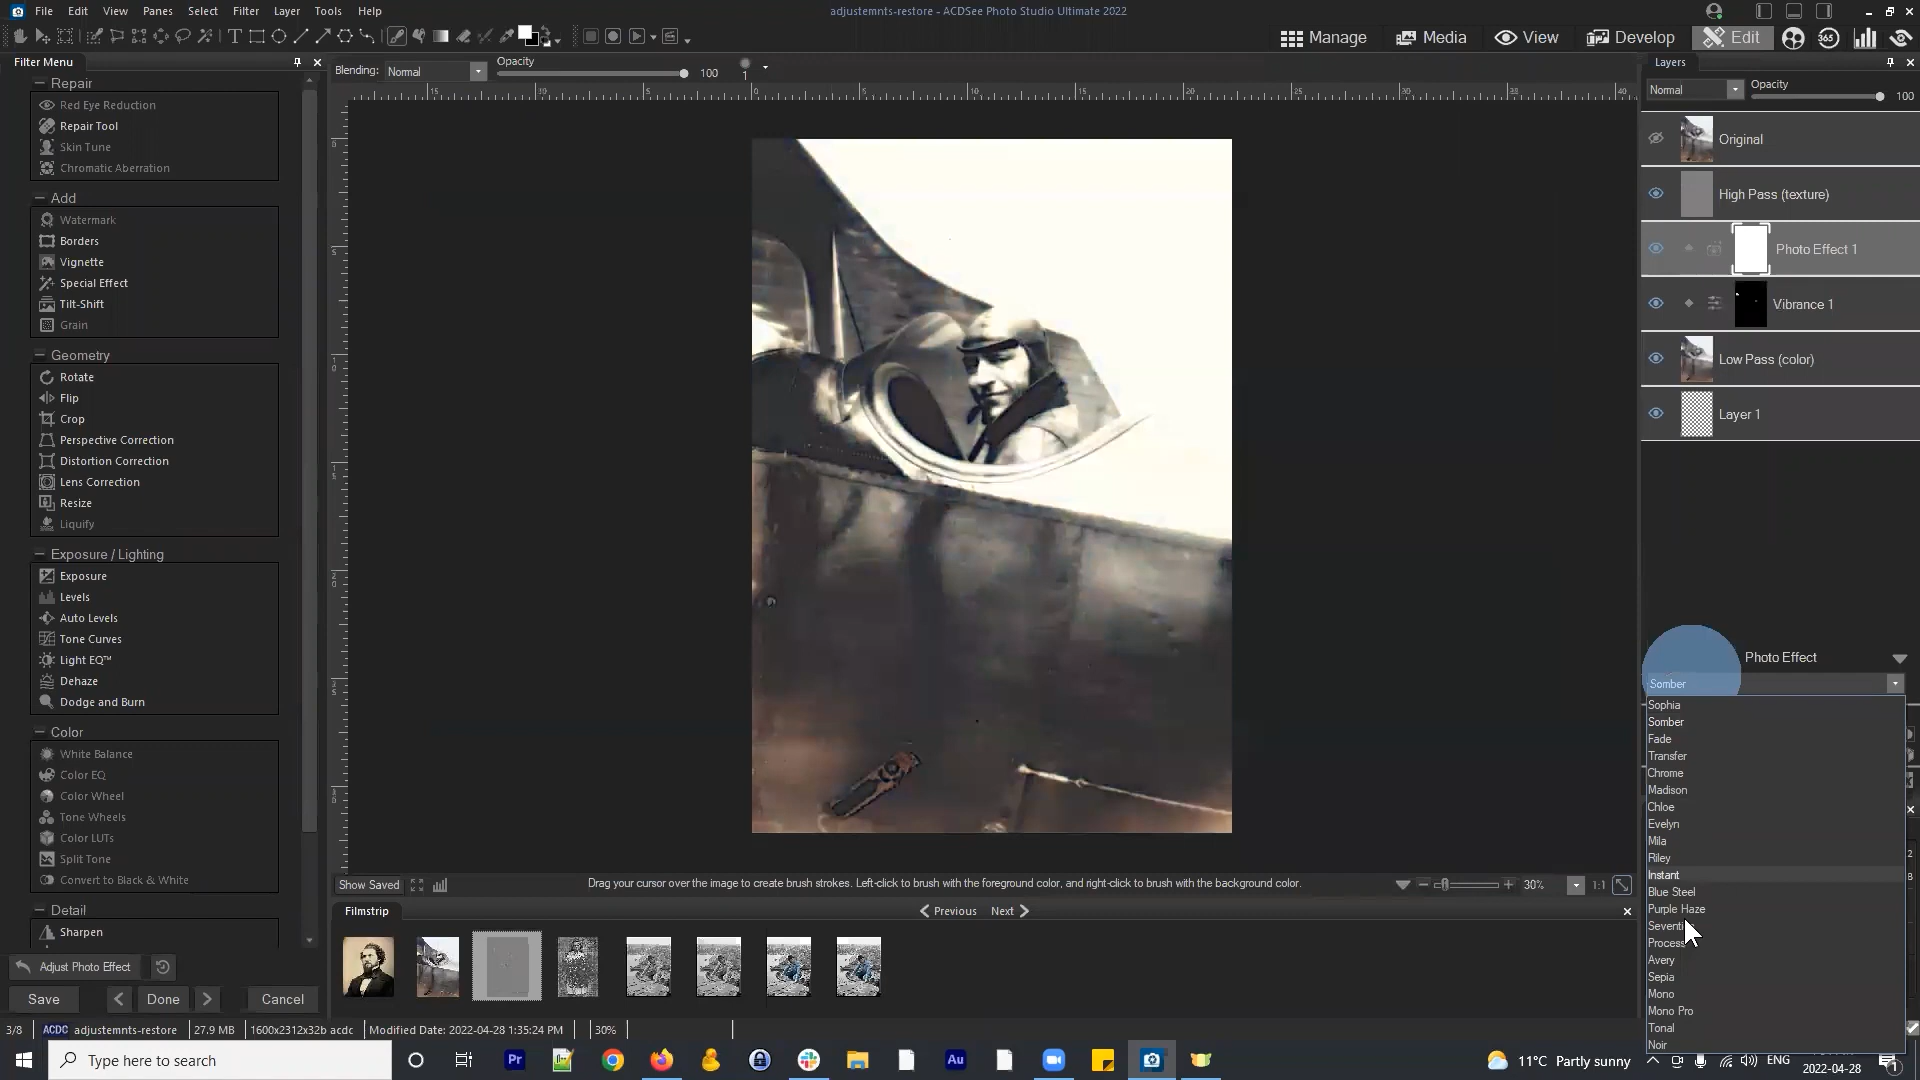 File Edit View Panes Select Filter Layer Tools Help
adjustemnts-restore - ACDSee Photo Studio Ultimate 2022
Manage Media View Develop Edit 365
Filter Menu
Blending: Normal Opacity 100 1
Repair
Red Eye Reduction
Repair Tool
Skin Tune
Chromatic Aberration
Add
Watermark
Borders
Vignette
Special Effect
Tilt-Shift
Grain
Geometry
Rotate
Flip
Crop
Perspective Correction
Distortion Correction
Lens Correction
Resize
Liquify
Exposure / Lighting
Exposure
Levels
Auto Levels
Tone Curves
Light EQ™
Dehaze
Dodge and Burn
Color
White Balance
Color EQ
Color Wheel
Tone Wheels
Color LUTs
Split Tone
Convert to Black & White
Detail
Sharpen
Adjust Photo Effect
Save Done Cancel
Layers
Normal Opacity 100
Original
High Pass (texture)
Photo Effect 1
Vibrance 1
Low Pass (color)
Layer 1
Photo Effect
Somber
Sophia
Somber
Fade
Transfer
Chrome
Madison
Chloe
Evelyn
Mila
Riley
Instant
Blue Steel
Purple Haze
Process
Avery
Sepia
Mono
Mono Pro
Tonal
Noir
Show Saved
Drag your cursor over the image to create brush strokes. Left-click to brush with the foreground color, and right-click to brush with the background color.
30% 1:1
Filmstrip Previous Next
3/8 ACDC adjustemnts-restore 27.9 MB 1600x2312x32b acdc Modified Date: 2022-04-28 1:35:24 PM 30%
Type here to search
Pr Au
11°C Partly sunny ENG
2022-04-28
1